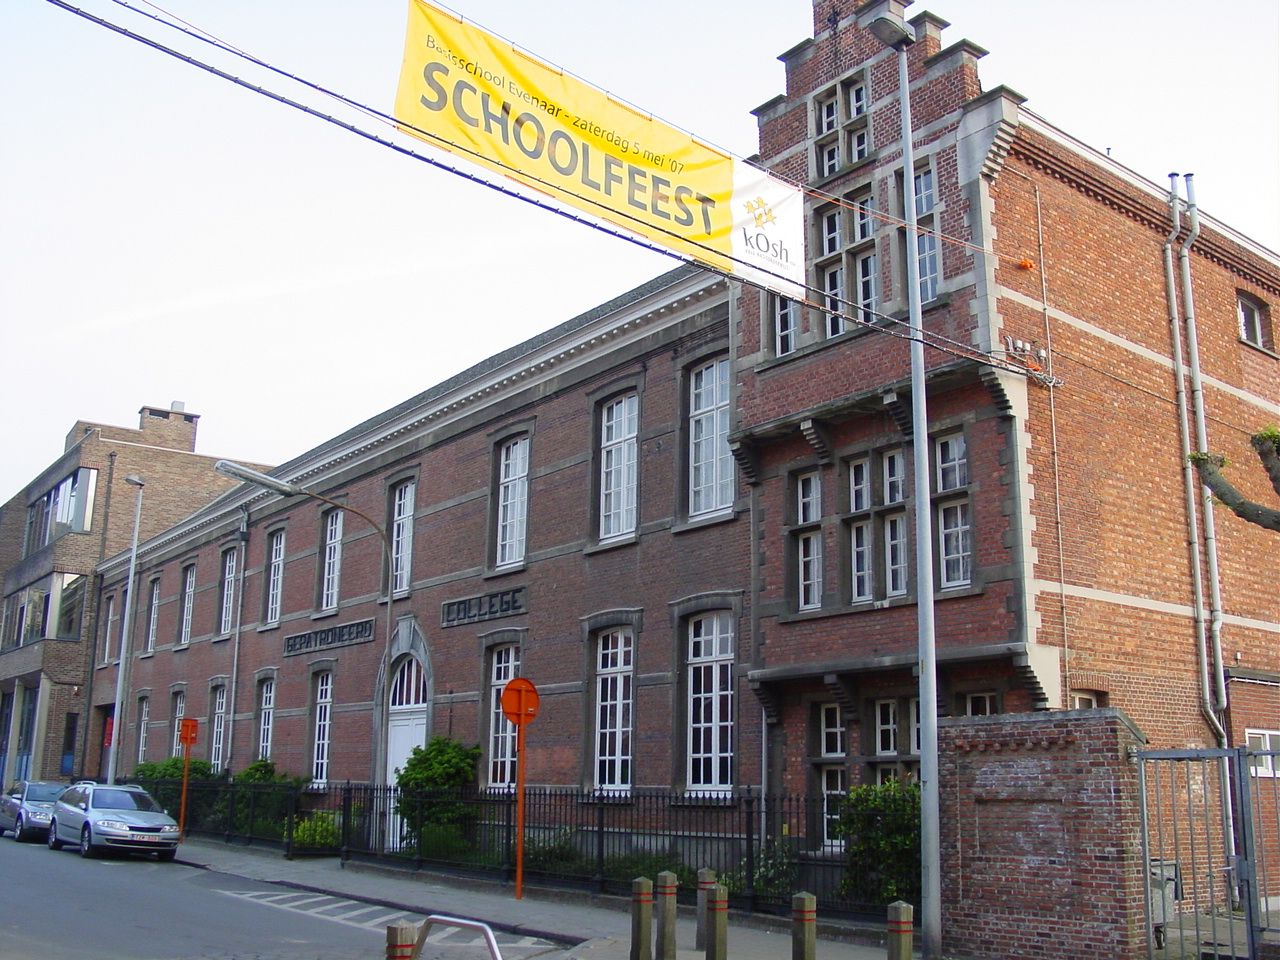 Basisschool Evenaar - zaterdag 5 mei '07
SCHOOLFEEST
kOsh
GEPATRONEERD
COLLEGE